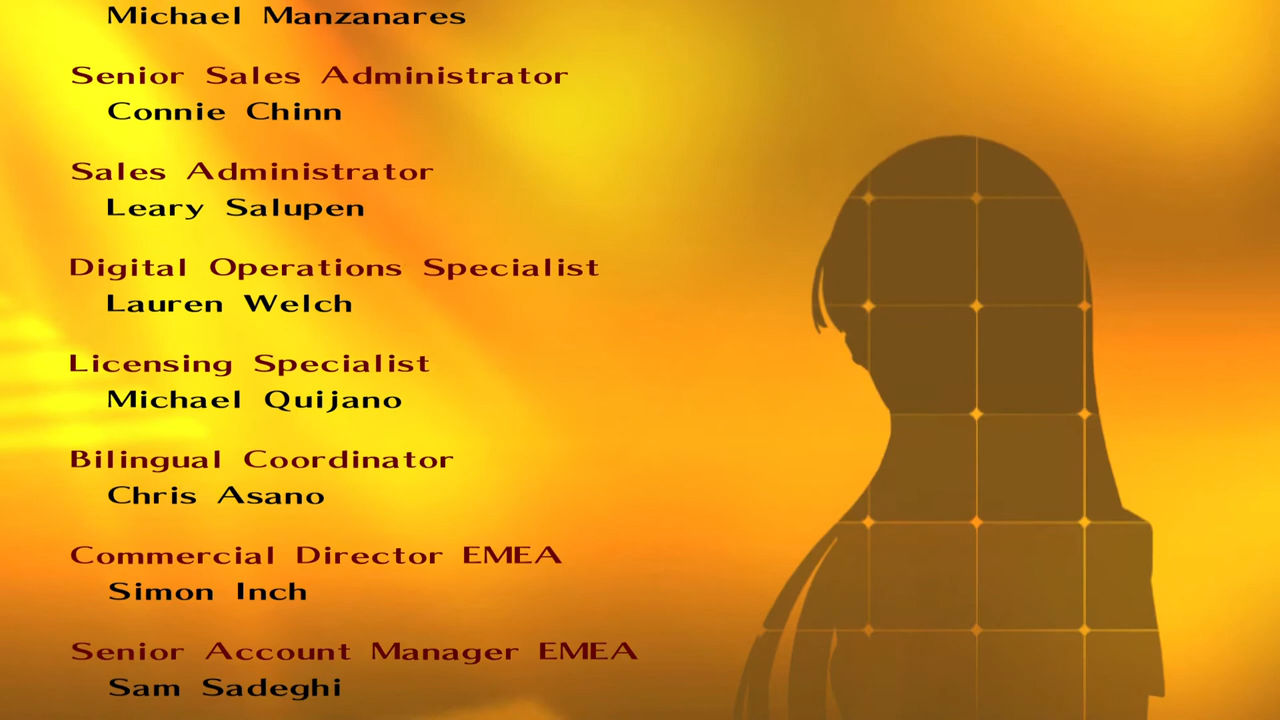 Michael Manzanares
Senior Sales Administrator
Connie Chinn
Sales Administrator
Leary Salupen
Digital Operations Specialist
Lauren Welch
Licensing Specialist
Michael Quijano
Bilingual Coordinator
Chris Asano
Commercial Director EMEA
Simon Inch
Senior Account Manager EMEA
Sam Sadeghi